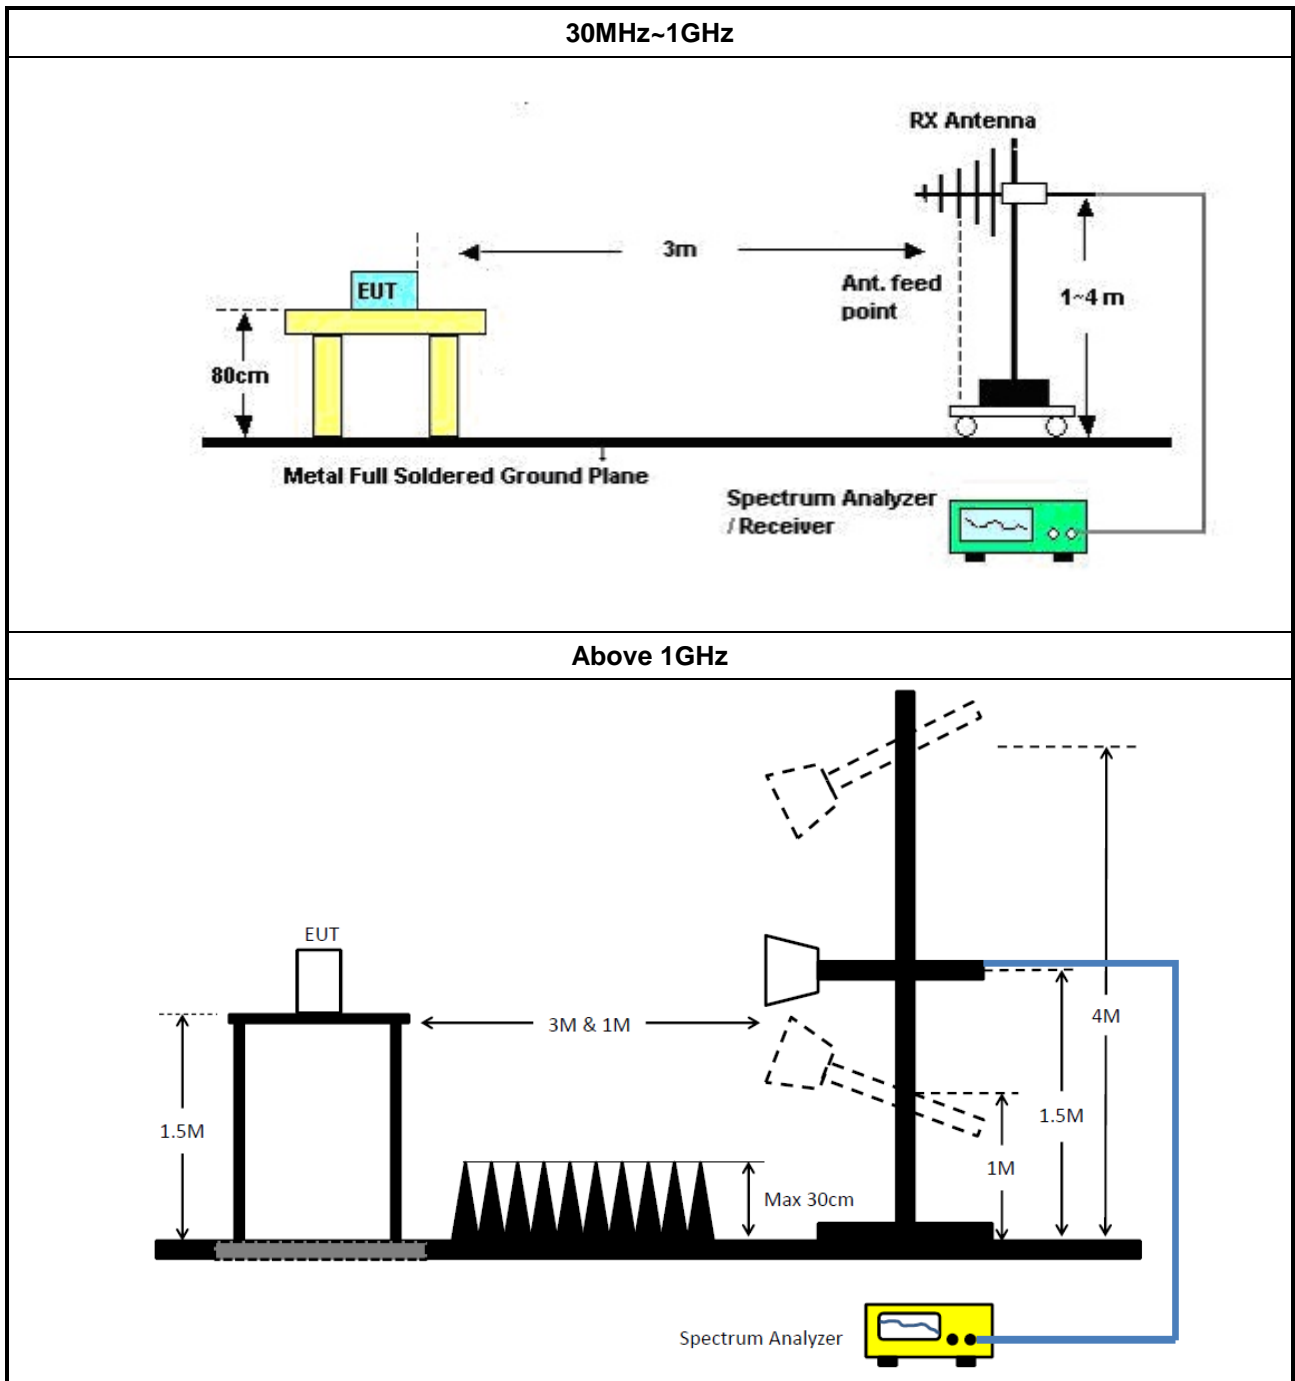 30MHz~1GHz
RX Antenna
3m
EUT
Ant. feed
point
1~4 m
80cm
Metal Full Soldered Ground Plane
Spectrum Analyzer
/ Receiver
Above 1GHz
EUT
3M & 1M
4M
1.5M
1.5M
1M
Max 30cm
Spectrum Analyzer